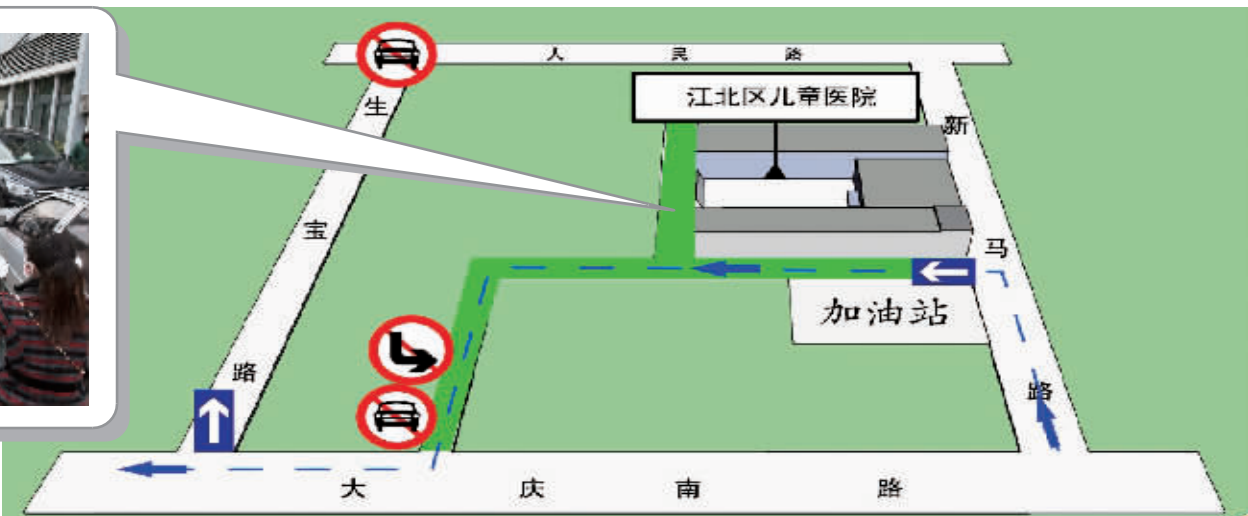 人民路
江北区儿童医院
生宝路
新马路
加油站
大庆南路